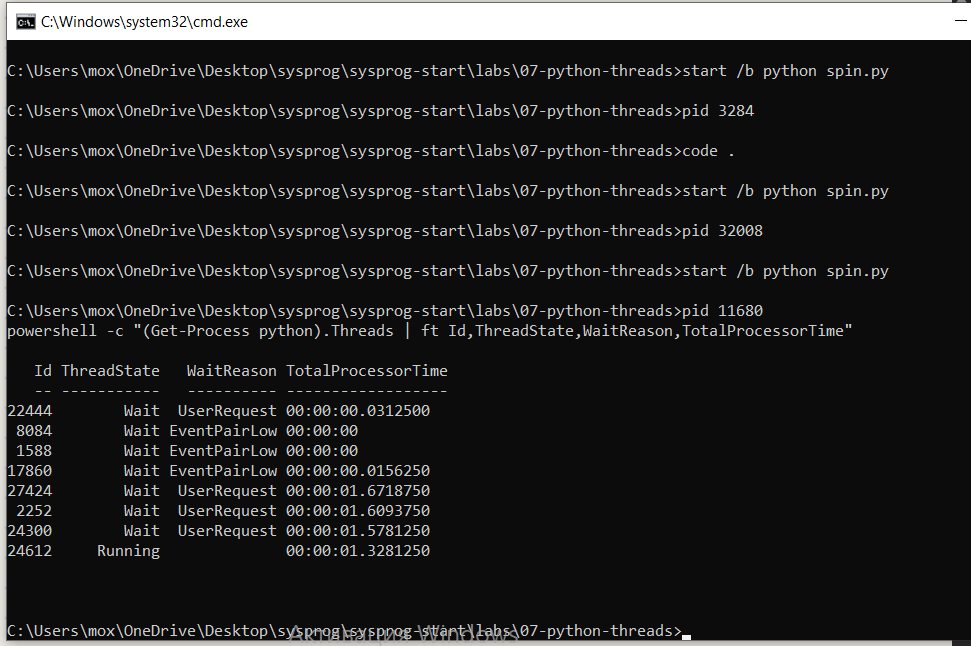 C:\Windows\system32\cmd.exe
C:\Users\mox\OneDrive\Desktop\sysprog\sysprog-start\labs\07-python-threads>start /b python spin.py
C:\Users\mox\OneDrive\Desktop\sysprog\sysprog-start\labs\07-python-threads>pid 3284
C:\Users\mox\OneDrive\Desktop\sysprog\sysprog-start\labs\07-python-threads>code .
C:\Users\mox\OneDrive\Desktop\sysprog\sysprog-start\labs\07-python-threads>start /b python spin.py
C:\Users\mox\OneDrive\Desktop\sysprog\sysprog-start\labs\07-python-threads>pid 32008
C:\Users\mox\OneDrive\Desktop\sysprog\sysprog-start\labs\07-python-threads>start /b python spin.py
C:\Users\mox\OneDrive\Desktop\sysprog\sysprog-start\labs\07-python-threads>pid 11680
powershell -c "(Get-Process python).Threads | ft Id,ThreadState,WaitReason,TotalProcessorTime"
   Id ThreadState   WaitReason TotalProcessorTime
   -- -----------   ---------- ------------------
22444        Wait  UserRequest 00:00:00.0312500
 8084        Wait EventPairLow 00:00:00
 1588        Wait EventPairLow 00:00:00
17860        Wait EventPairLow 00:00:00.0156250
27424        Wait  UserRequest 00:00:01.6718750
 2252        Wait  UserRequest 00:00:01.6093750
24300        Wait  UserRequest 00:00:01.5781250
24612     Running              00:00:01.3281250
C:\Users\mox\OneDrive\Desktop\sysprog\sysprog-start\labs\07-python-threads>
Активация Windows